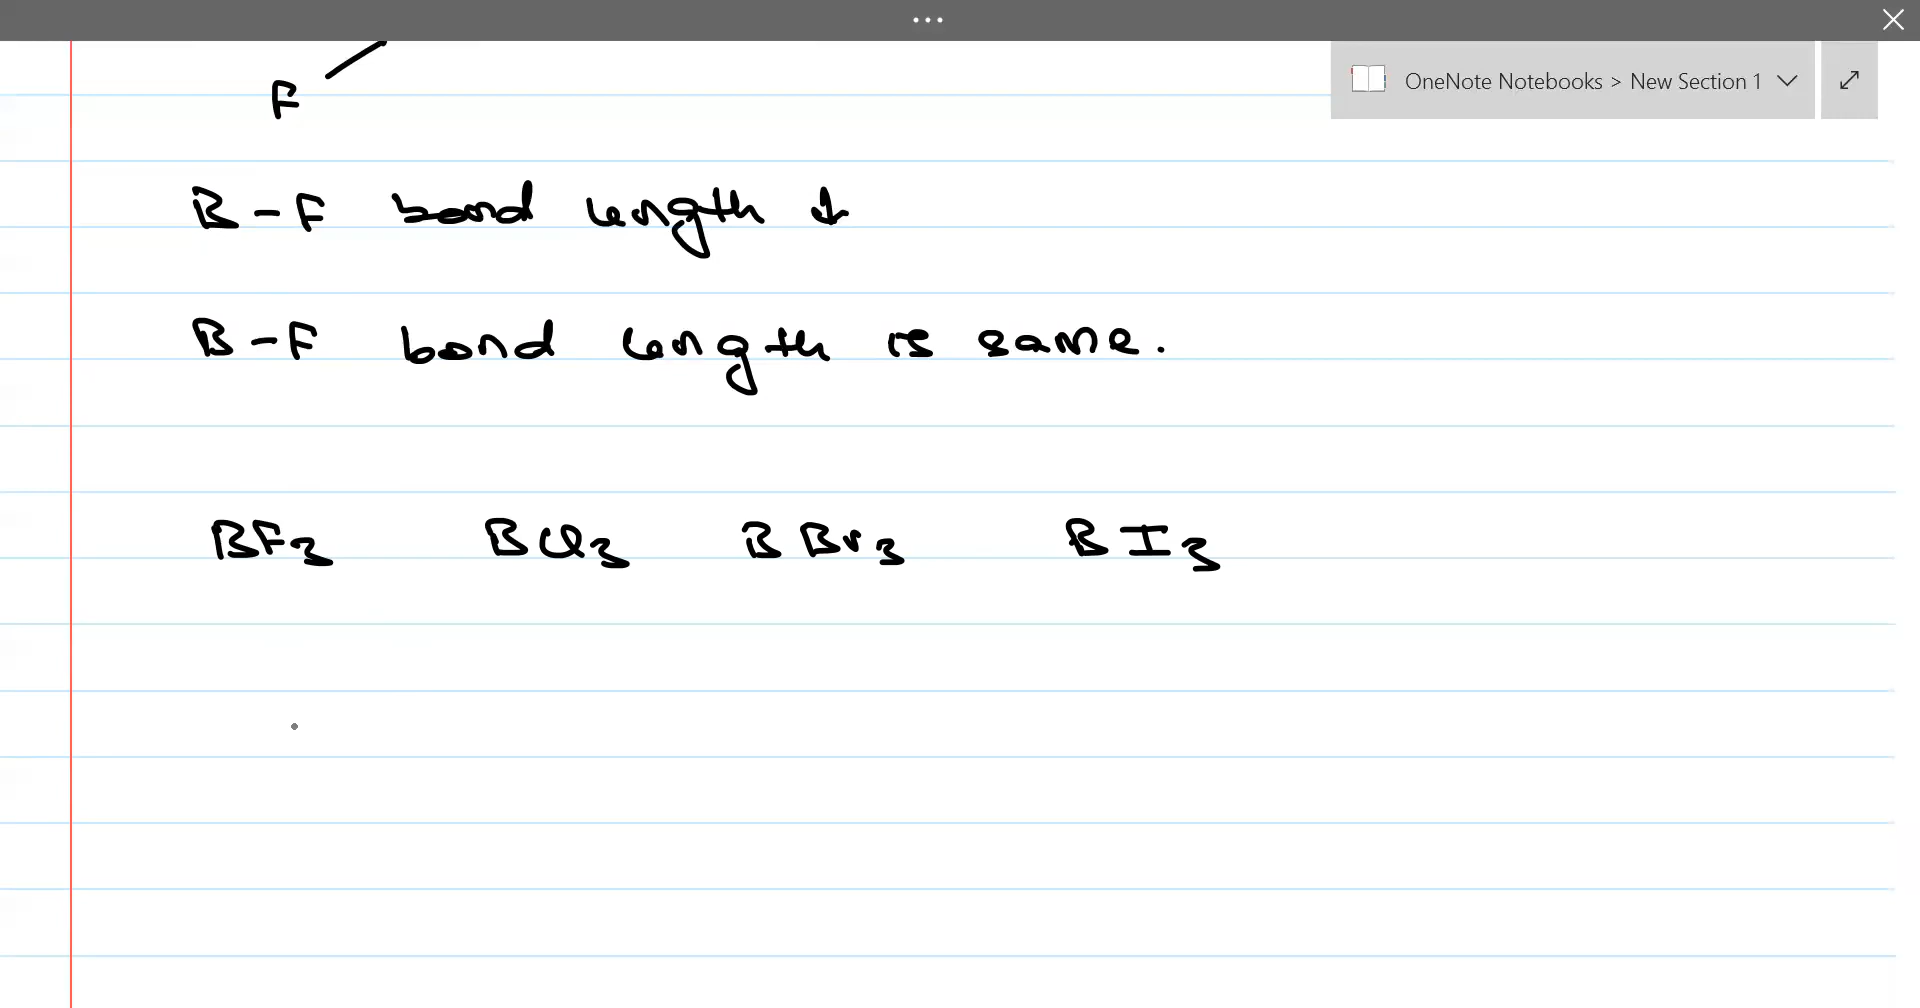 ...
OneNote Notebooks > New Section 1
F
B-F bond length ↓
B-F bond length is same.
BF₃ BCl₃ BBr₃ BI₃